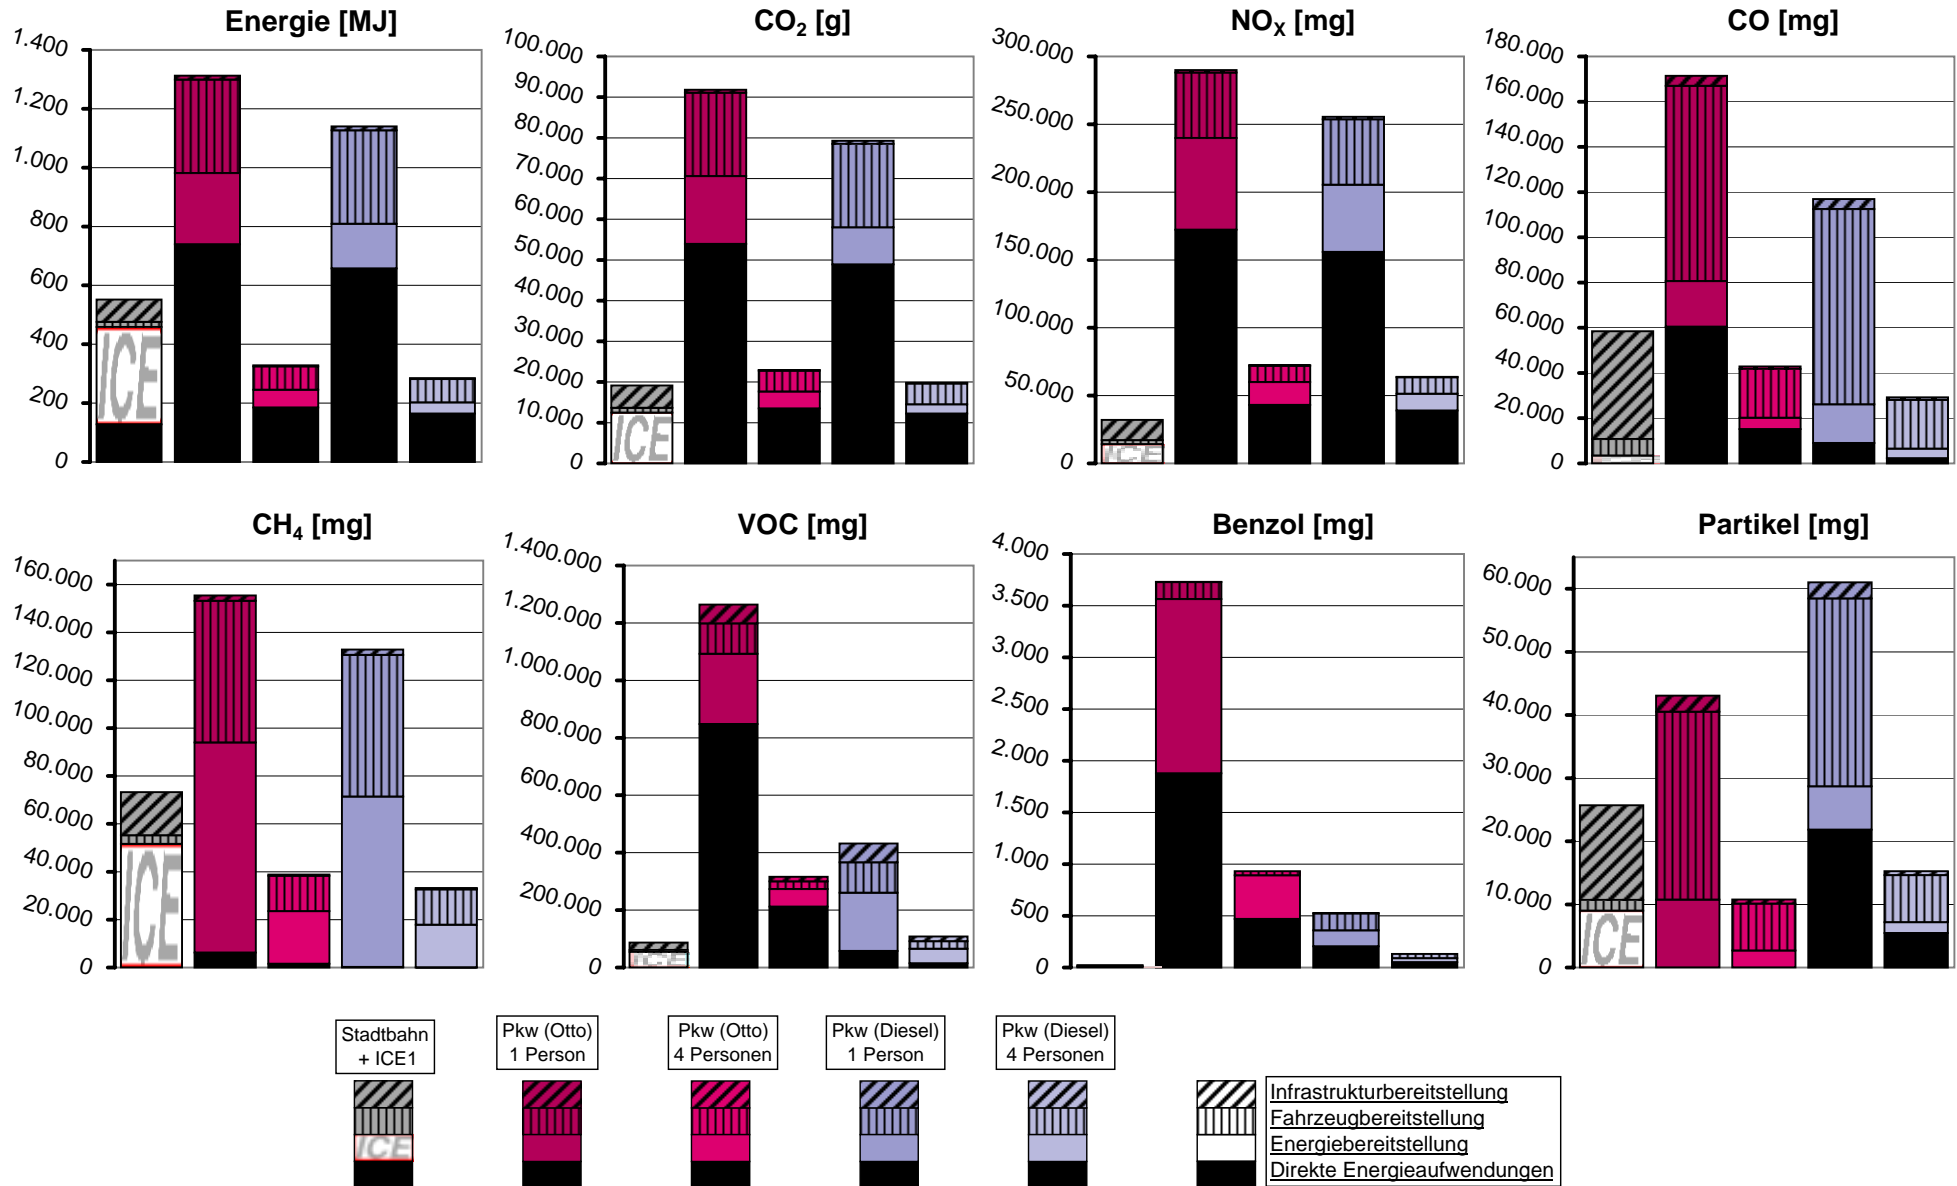 Energie [MJ]
1.400
1.200
1.000
800
600
400
200
0
ICE
CO2 [g]
100.000
90.000
80.000
70.000
60.000
50.000
40.000
30.000
20.000
10.000
0
ICE
NOX [mg]
300.000
250.000
200.000
150.000
100.000
50.000
0
ICE
CO [mg]
180.000
160.000
140.000
120.000
100.000
80.000
60.000
40.000
20.000
0
CH4 [mg]
160.000
140.000
120.000
100.000
80.000
60.000
40.000
20.000
0
ICE
VOC [mg]
1.400.000
1.200.000
1.000.000
800.000
600.000
400.000
200.000
0
ICE
Benzol [mg]
4.000
3.500
3.000
2.500
2.000
1.500
1.000
500
0
Partikel [mg]
60.000
50.000
40.000
30.000
20.000
10.000
0
ICE
Stadtbahn
+ ICE1
Pkw (Otto)
1 Person
Pkw (Otto)
4 Personen
Pkw (Diesel)
1 Person
Pkw (Diesel)
4 Personen
ICE
Infrastrukturbereitstellung
Fahrzeugbereitstellung
Energiebereitstellung
Direkte Energieaufwendungen